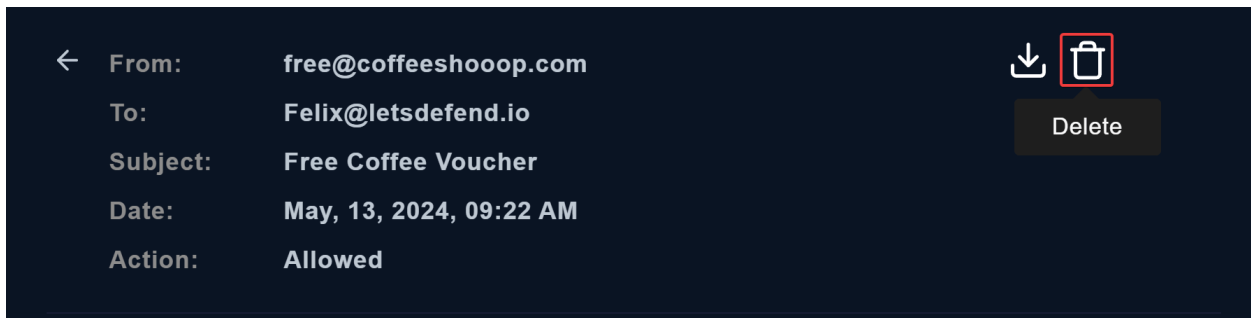 From: free@coffeeshooop.com
To: Felix@letsdefend.io
Delete
Subject: Free Coffee Voucher
Date: May, 13, 2024, 09:22 AM
Action: Allowed